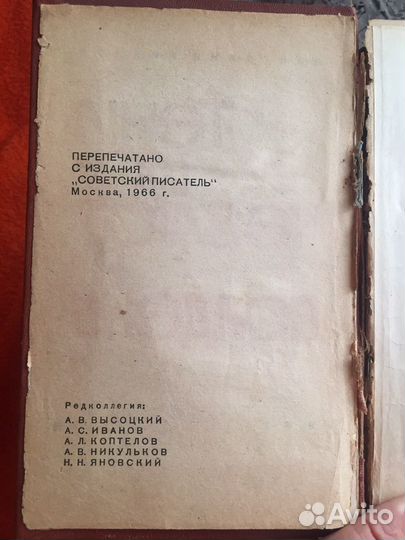 ПЕРЕПЕЧАТАНО
С ИЗДАНИЯ
„СОВЕТСКИЙ ПИСАТЕЛЬ“
Москва, 1966 г.
Редколлегия:
А. В. ВЫСОЦКИЙ
А. С. ИВАНОВ
А. Л. КОПТЕЛОВ
А. В. НИКУЛЬКОВ
Н. Н. ЯНОВСКИЙ
Avito